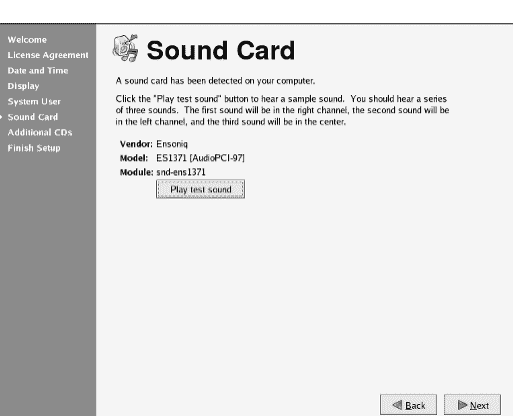 Welcome
License Agreement
Date and Time
Display
System User
Sound Card
Additional CDs
Finish Setup
Sound Card
A sound card has been detected on your computer.
Click the "Play test sound" button to hear a sample sound. You should hear a series
of three sounds. The first sound will be in the right channel, the second sound will be
in the left channel, and the third sound will be in the center.
Vendor: Ensoniq
Model: ES1371 [AudioPCI-97]
Module: snd-ens1371
Play test sound
Back
Next